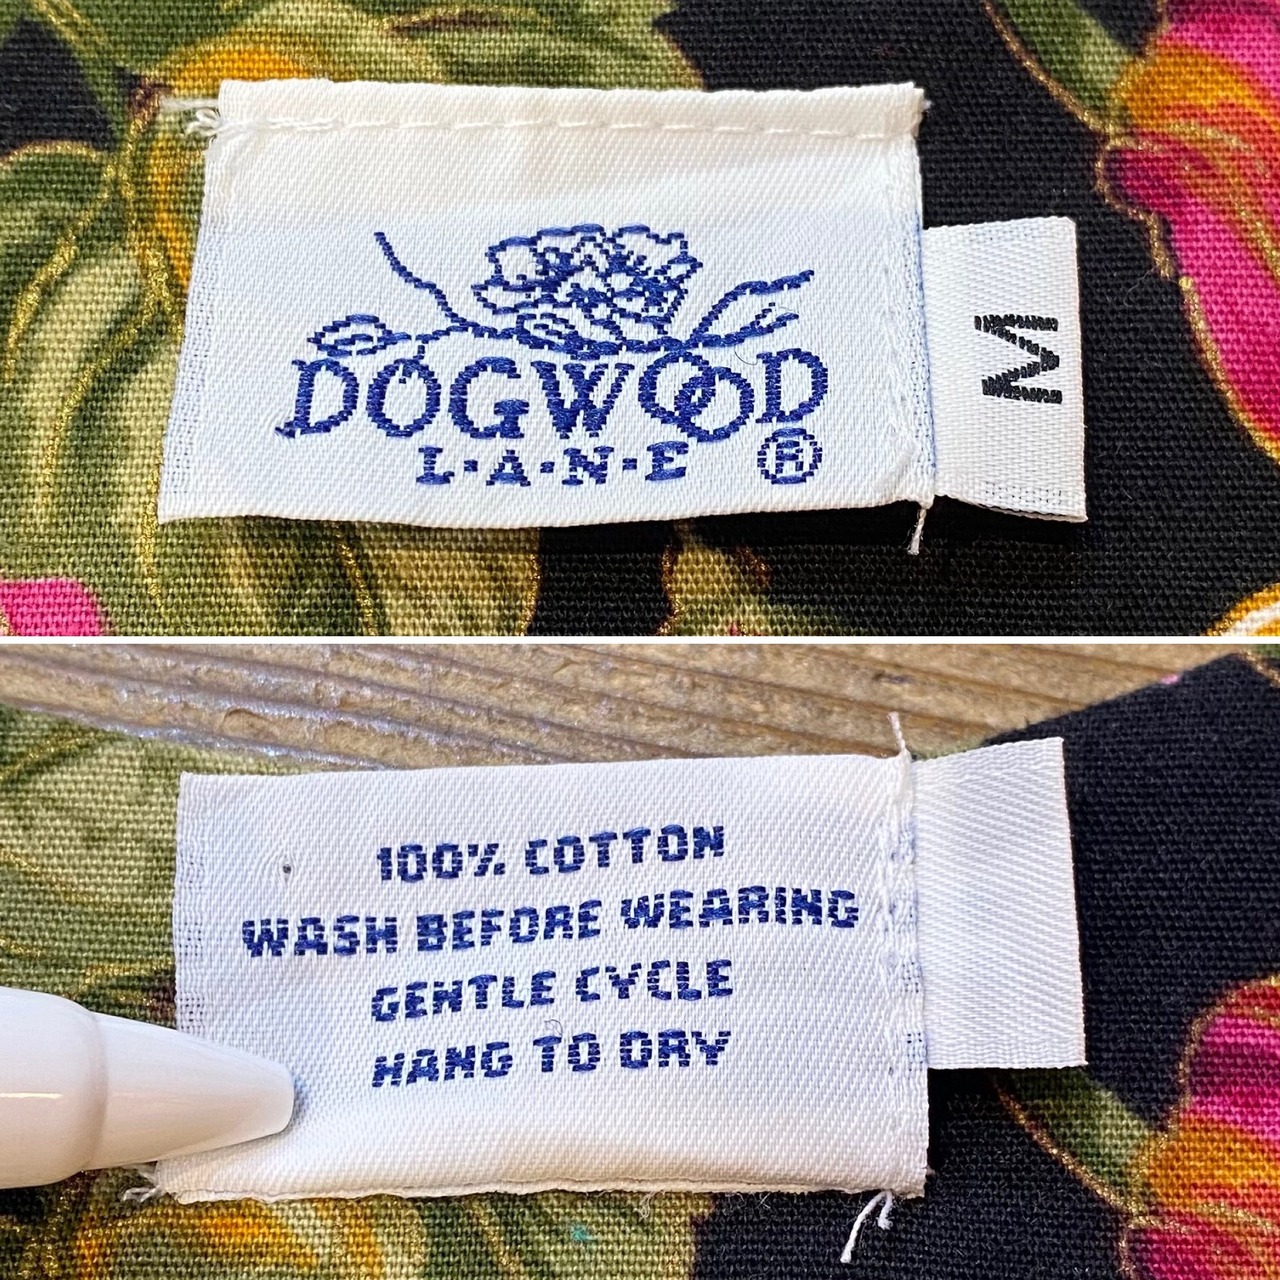 DOGWOOD
L·A·N·E ®
M
100% COTTON
WASH BEFORE WEARING
GENTLE CYCLE
HANG TO DRY